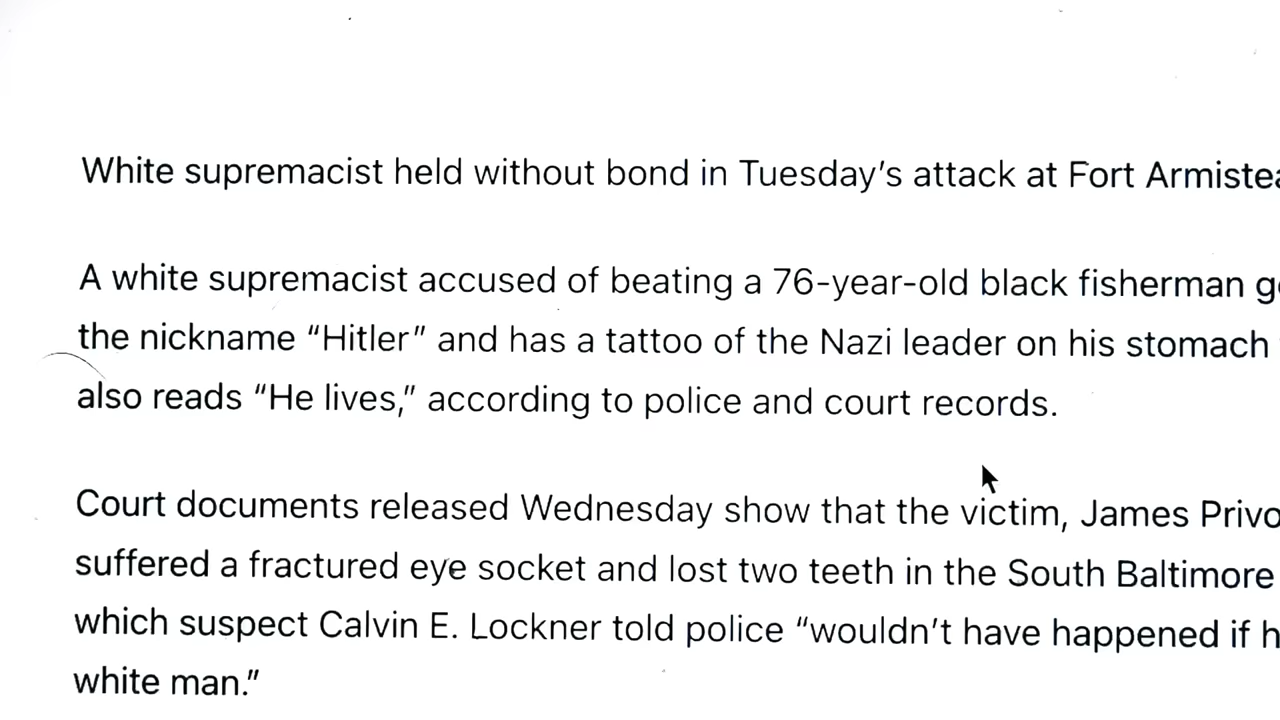 White supremacist held without bond in Tuesday’s attack at Fort
A white supremacist accused of beating a 76-year-old black fisherman
the nickname “Hitler” and has a tattoo of the Nazi leader on his stomach
also reads “He lives,” according to police and court records.
Court documents released Wednesday show that the victim, James
suffered a fractured eye socket and lost two teeth in the South Baltimore
which suspect Calvin E. Lockner told police “wouldn’t have happened if
white man.”